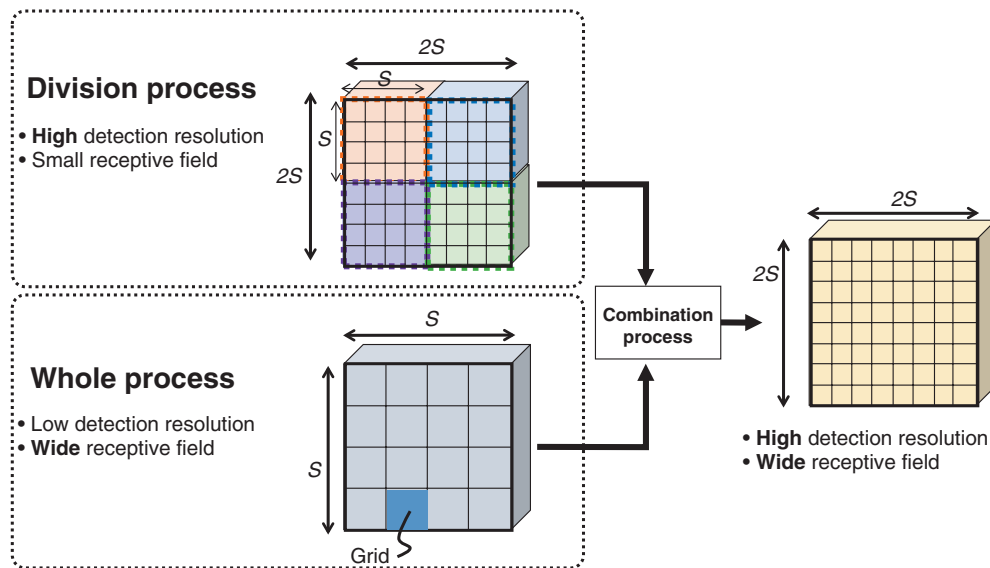 Division process
• High detection resolution
• Small receptive field
2S
S
S
2S
Whole process
• Low detection resolution
• Wide receptive field
S
S
Grid
Combination
process
2S
2S
• High detection resolution
• Wide receptive field